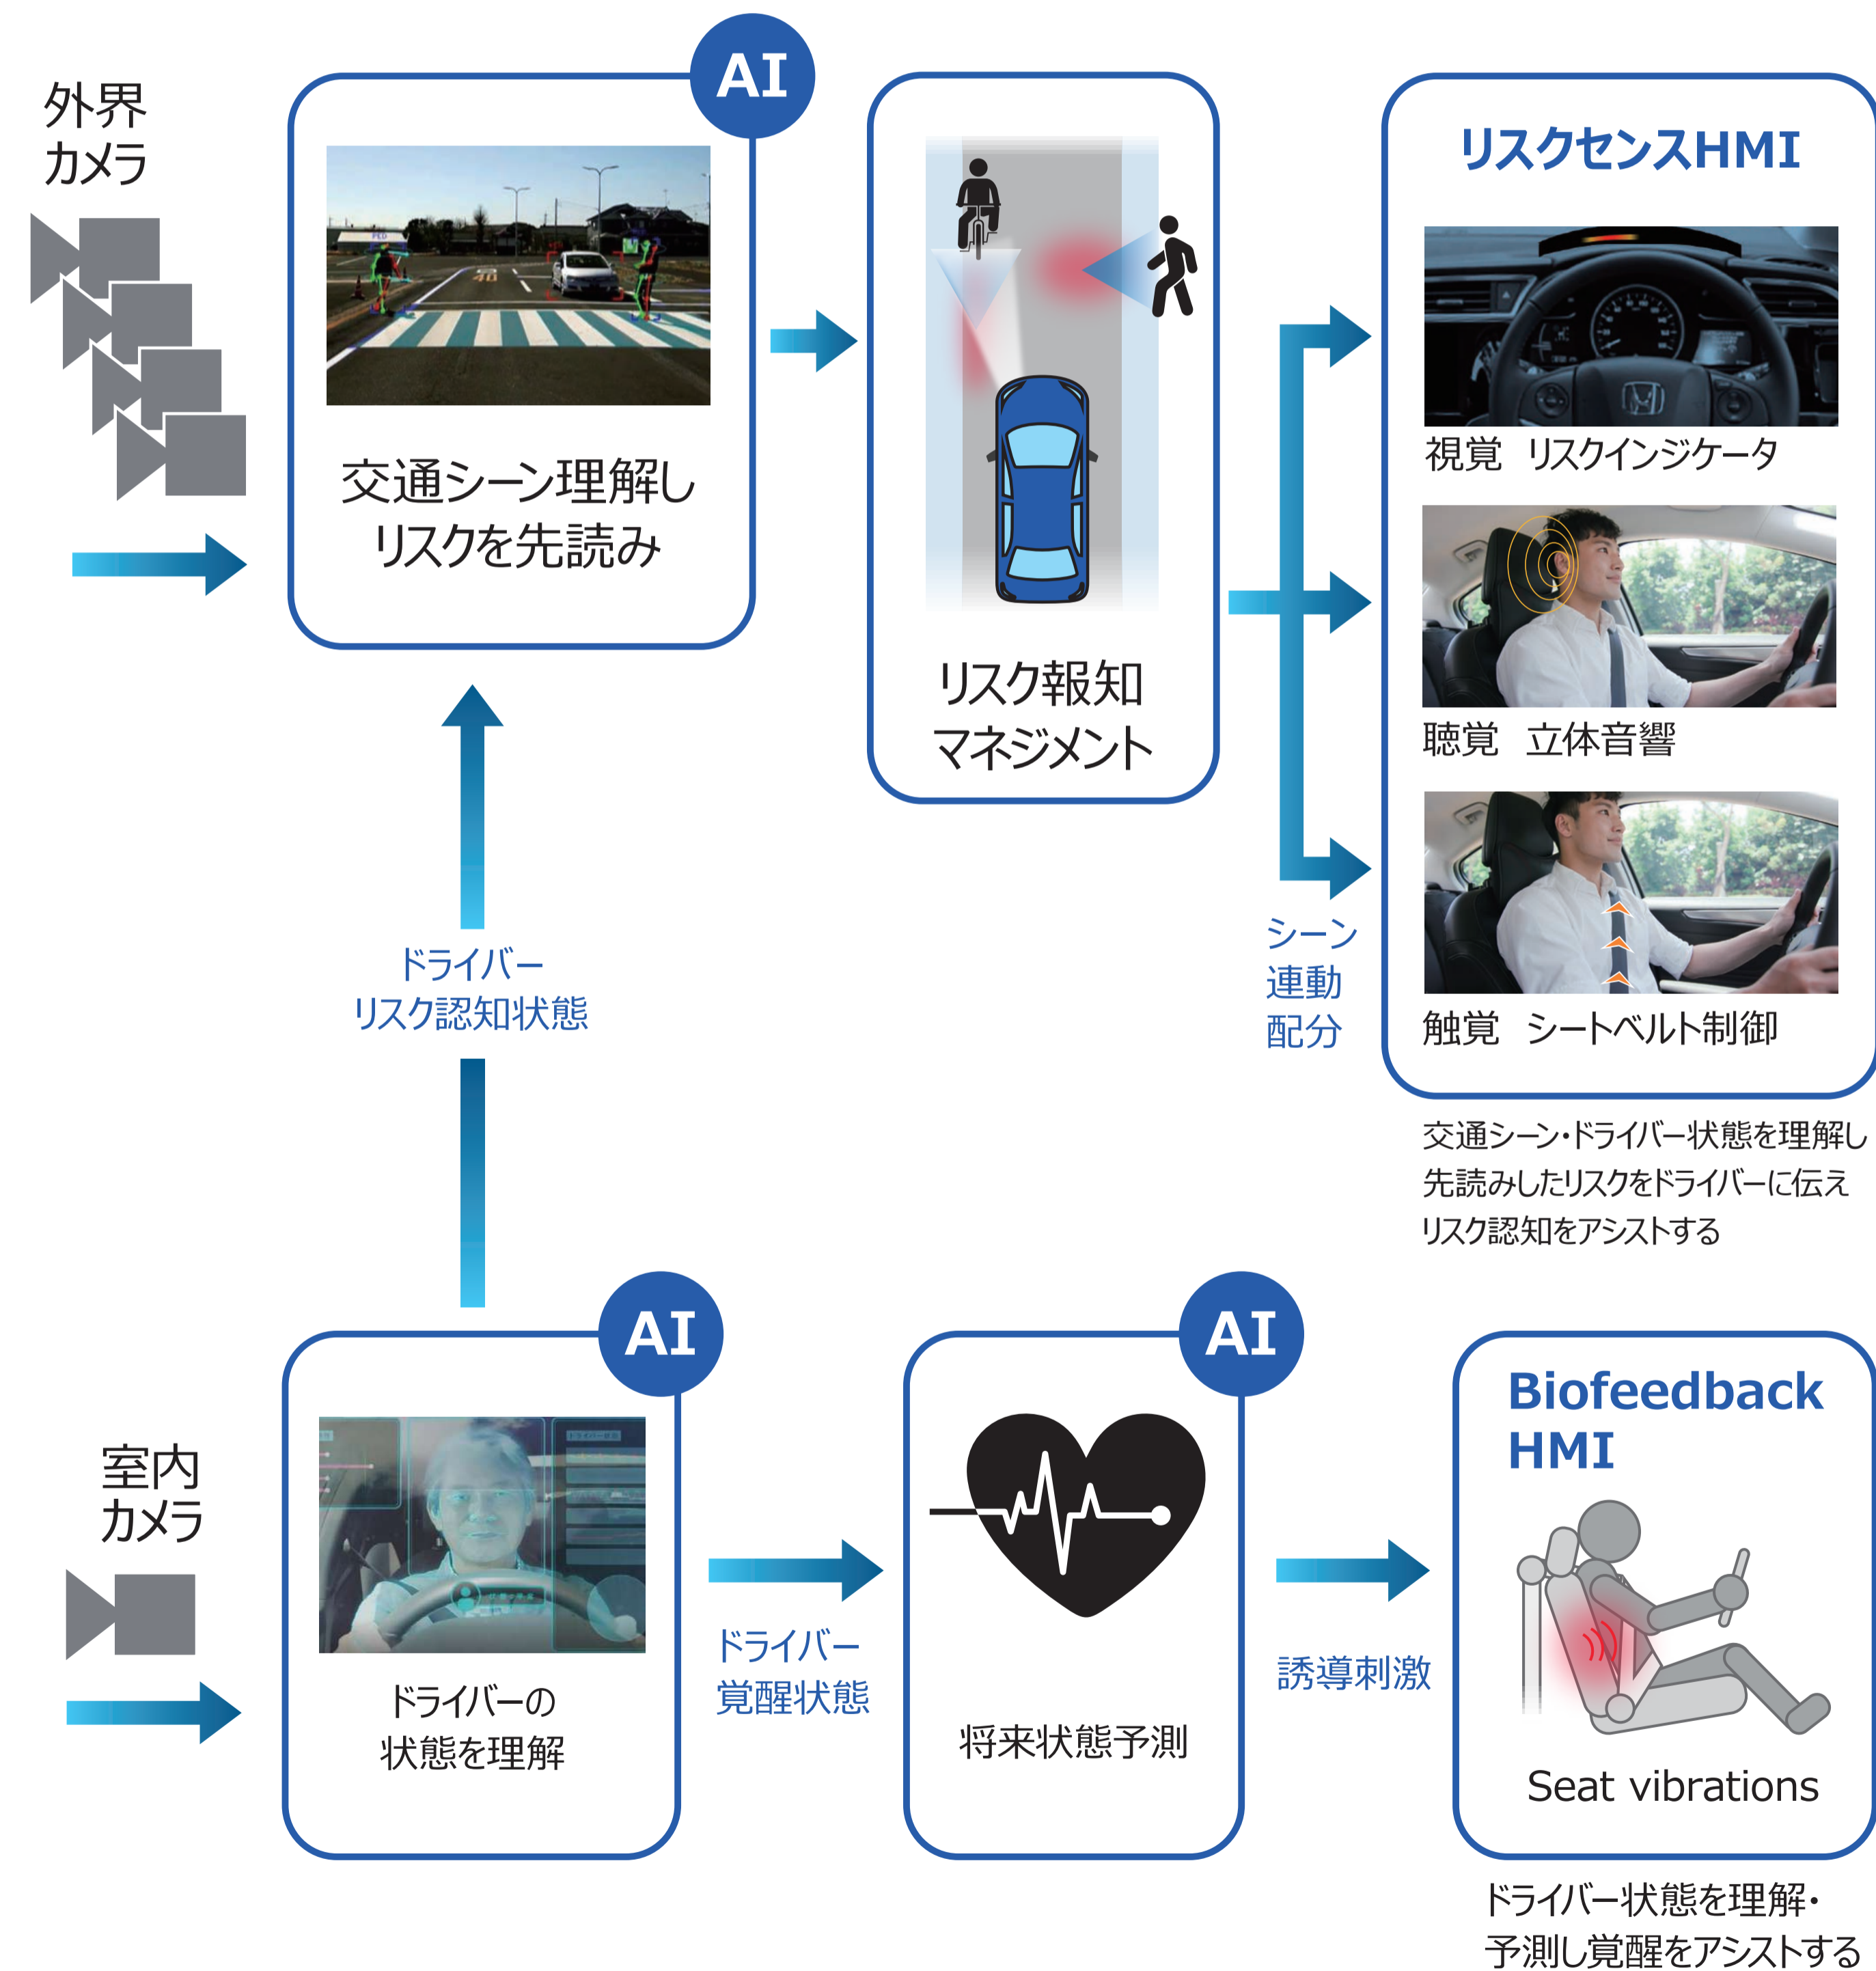 外界
カメラ
AI
交通シーン理解し
リスクを先読み
リスク報知
マネジメント
シーン
連動
配分
リスクセンスHMI
視覚 リスクインジケータ
聴覚 立体音響
触覚 シートベルト制御
交通シーン・ドライバー状態を理解し
先読みしたリスクをドライバーに伝え
リスク認知をアシストする
ドライバー
リスク認知状態
室内
カメラ
AI
ドライバーの
状態を理解
ドライバー
覚醒状態
AI
将来状態予測
誘導刺激
Biofeedback
HMI
Seat vibrations
ドライバー状態を理解・
予測し覚醒をアシストする